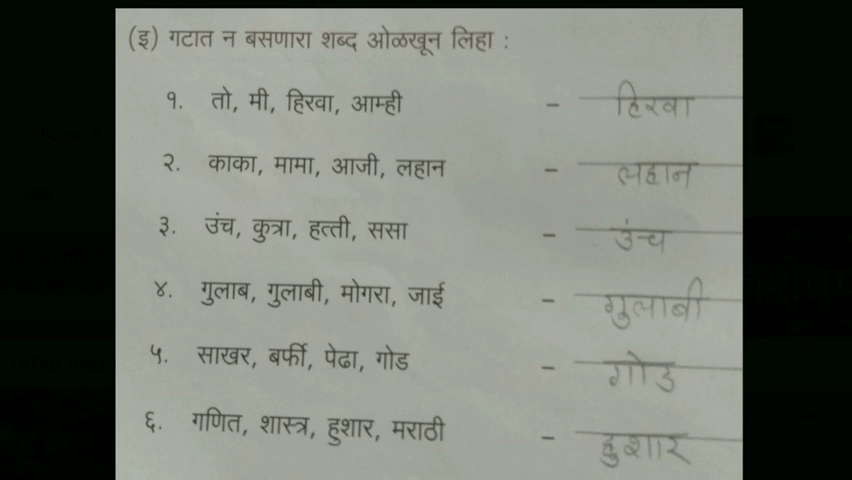 (इ) गटात न बसणारा शब्द ओळखून लिहा :
१. तो, मी, हिरवा, आम्ही - हिरवा
२. काका, मामा, आजी, लहान - लहान
३. उंच, कुत्रा, हत्ती, ससा - उंच
४. गुलाब, गुलाबी, मोगरा, जाई - गुलाबी
५. साखर, बर्फी, पेढा, गोड - गोड
६. गणित, शास्त्र, हुशार, मराठी - हुशार